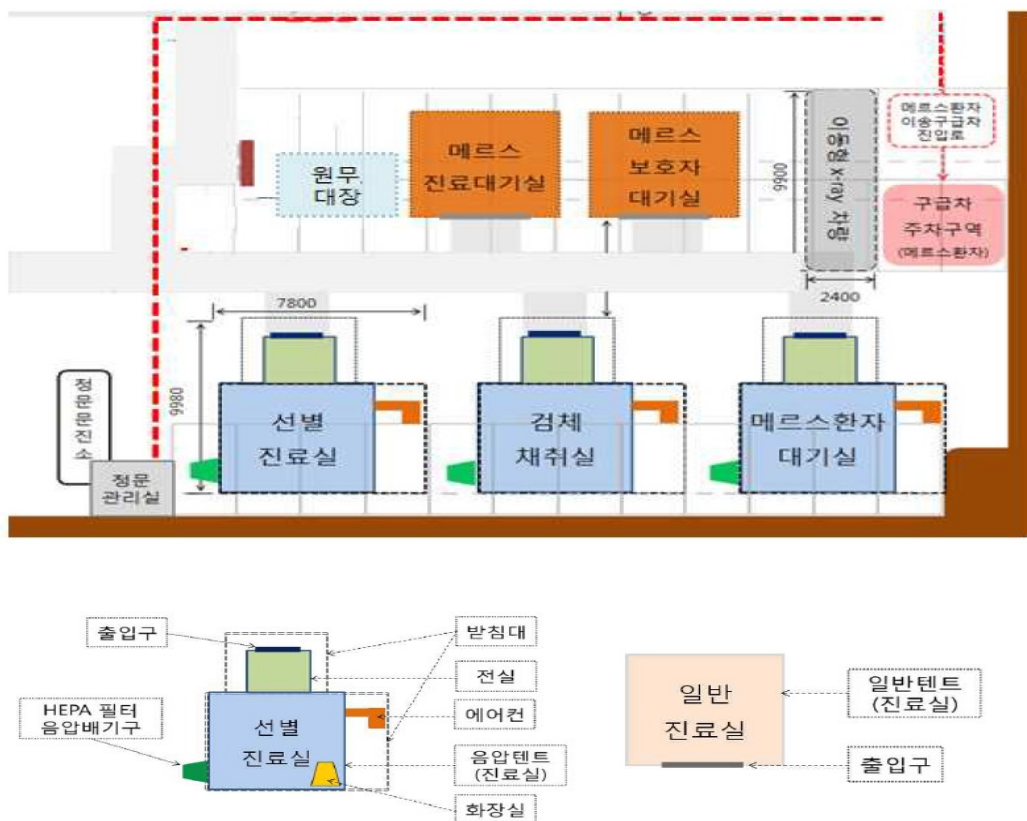 메르스환자
이송구급차
진입로
원무
대장
메르스
진료대기실
메르스
보호자
대기실
9900
이동형 x-ray 차량
구급차
주차구역
(메르스환자)
7800
2400
9980
정문문진소
선별
진료실
검체
채취실
메르스환자
대기실
정문
관리실
출입구
받침대
전실
HEPA 필터
음압배기구
선별
진료실
에어컨
음압텐트
(진료실)
화장실
일반
진료실
일반텐트
(진료실)
출입구